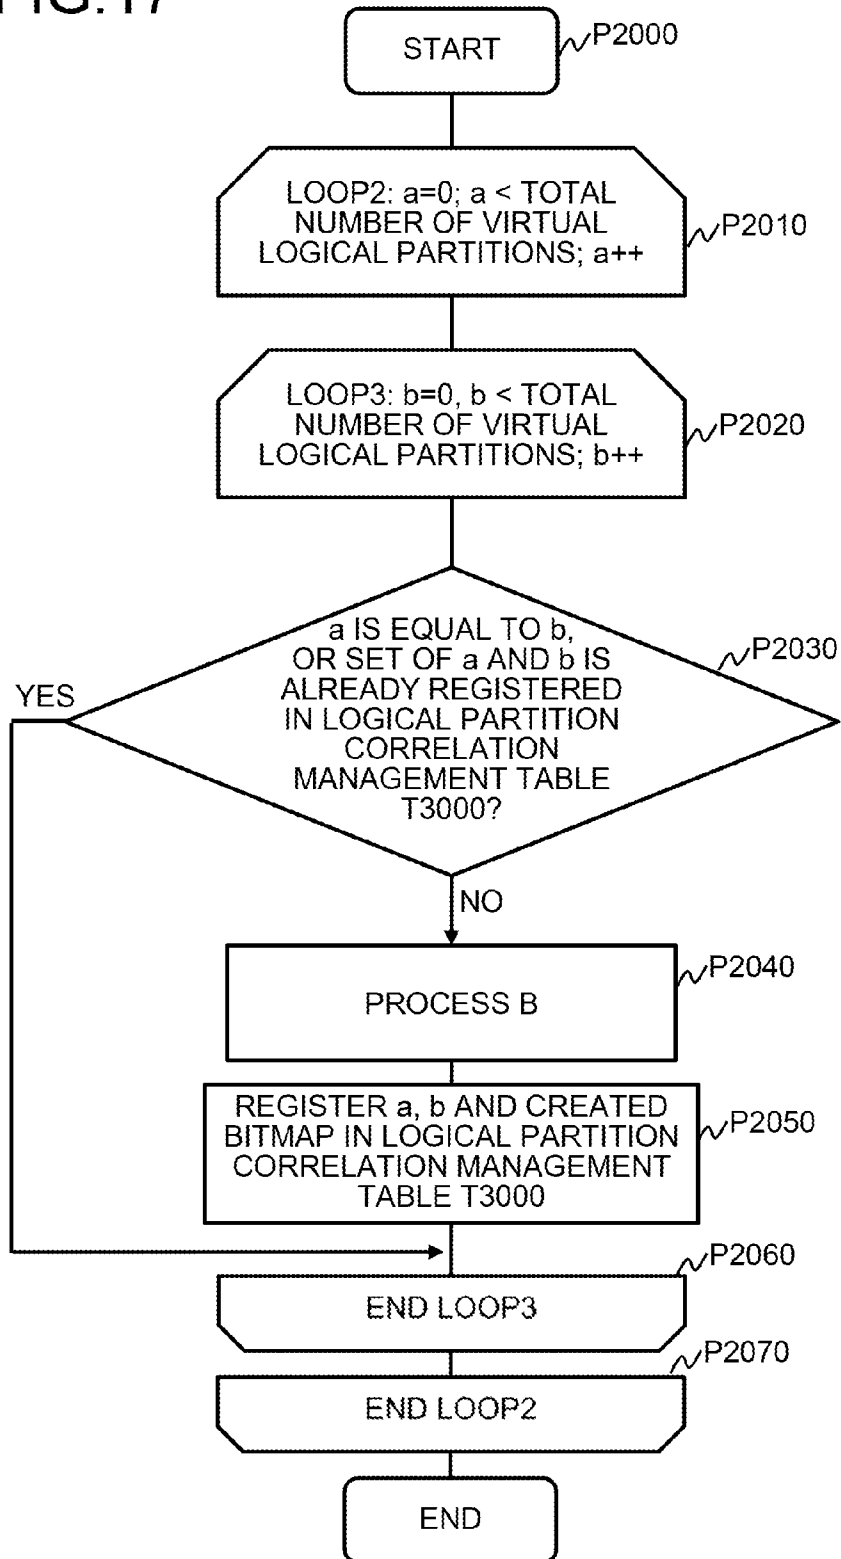 FIG.17
START
P2000
LOOP2: a=0; a < TOTAL
NUMBER OF VIRTUAL
LOGICAL PARTITIONS; a++
P2010
LOOP3: b=0, b < TOTAL
NUMBER OF VIRTUAL
LOGICAL PARTITIONS; b++
P2020
a IS EQUAL TO b,
OR SET OF a AND b IS
ALREADY REGISTERED
IN LOGICAL PARTITION
CORRELATION
MANAGEMENT TABLE
T3000?
P2030
YES
NO
PROCESS B
P2040
REGISTER a, b AND CREATED
BITMAP IN LOGICAL PARTITION
CORRELATION MANAGEMENT
TABLE T3000
P2050
END LOOP3
P2060
END LOOP2
P2070
END